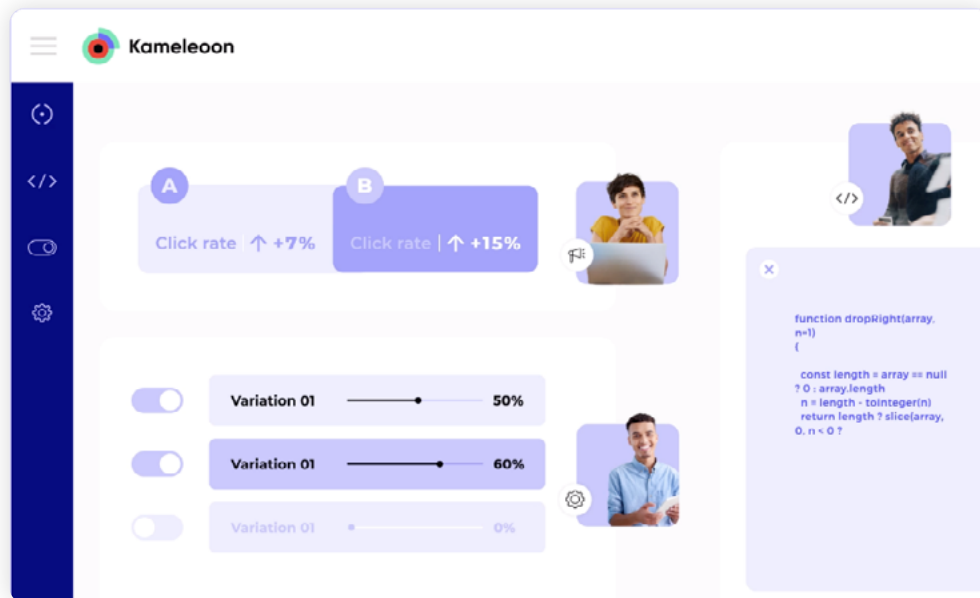 Kameleoon
A
B
Click rate | ↑ +7%
Click rate | ↑ +15%
Variation 01 50%
Variation 01 60%
Variation 01 0%
</>
function dropRight(array,
n=1)
{
const length = array == null
? 0 : array.length
n = length - toInteger(n)
return length ? slice(array,
0, n < 0 ?